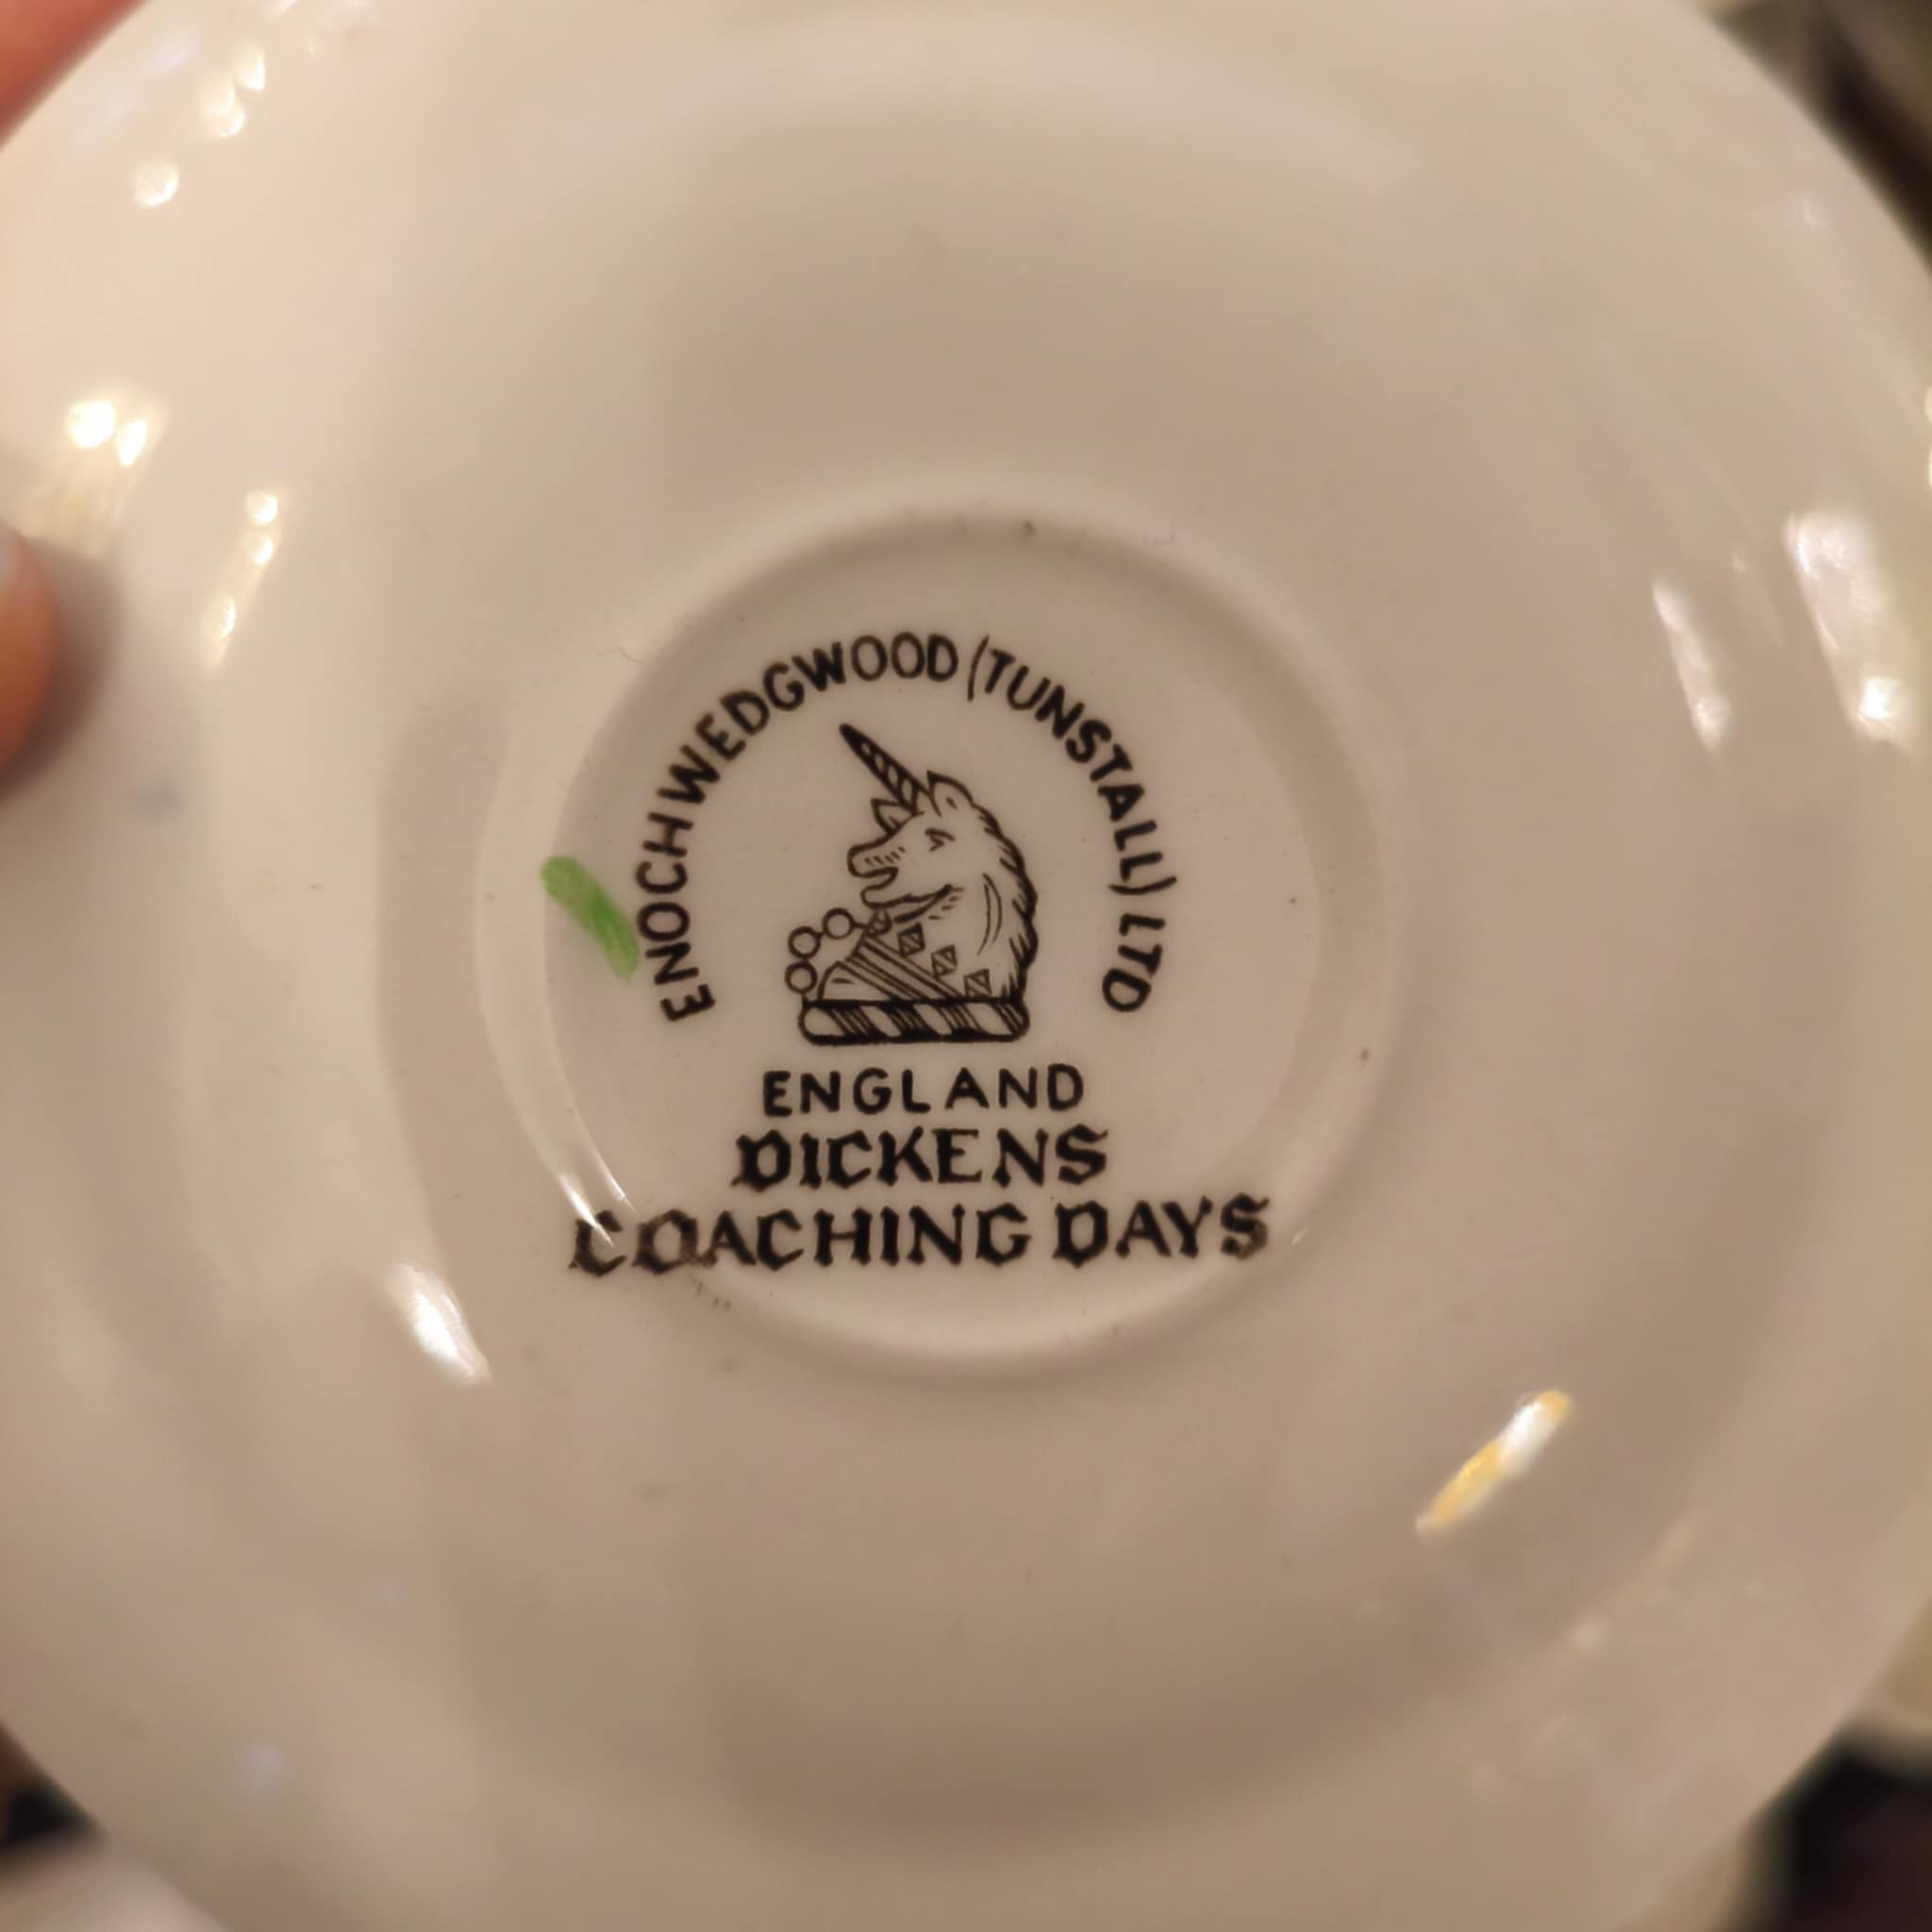 ENOCH WEDGWOOD (TUNSTALL) LTD
ENGLAND
DICKENS
COACHING DAYS